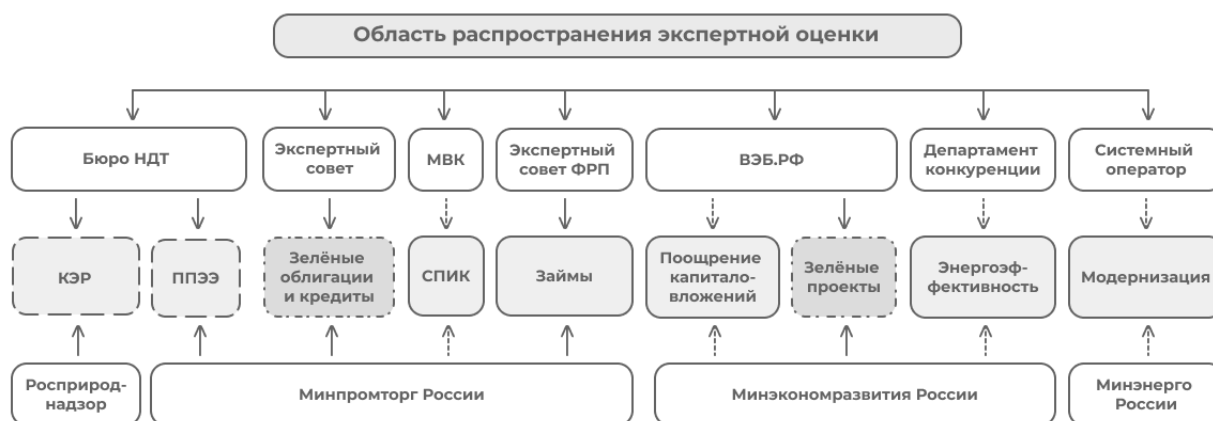 Область распространения экспертной оценки
Бюро НДТ
Экспертный
совет
МВК
Экспертный
совет ФРП
ВЭБ.РФ
Департамент
конкуренции
Системный
оператор
КЭР
ППЭЭ
Зелёные
облигации
и кредиты
СПИК
Займы
Поощрение
капитало-
вложений
Зелёные
проекты
Энергоэф-
фективность
Модернизация
Росприрод-
надзор
Минпромторг России
Минэкономразвития России
Минэнерго
России